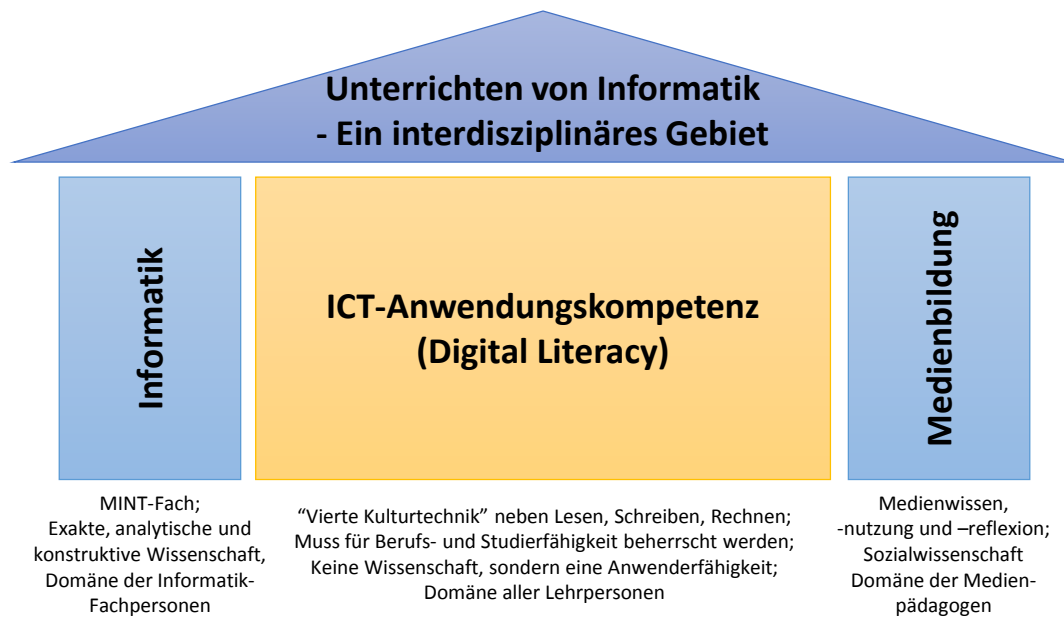 Unterrichten von Informatik
- Ein interdisziplinäres Gebiet
Informatik
ICT-Anwendungskompetenz
(Digital Literacy)
Medienbildung
MINT-Fach;
Exakte, analytische und
konstruktive Wissenschaft,
Domäne der Informatik-
Fachpersonen
“Vierte Kulturtechnik” neben Lesen, Schreiben, Rechnen;
Muss für Berufs- und Studierfähigkeit beherrscht werden;
Keine Wissenschaft, sondern eine Anwenderfähigkeit;
Domäne aller Lehrpersonen
Medienwissen,
-nutzung und –reflexion;
Sozialwissenschaft
Domäne der Medien-
pädagogen